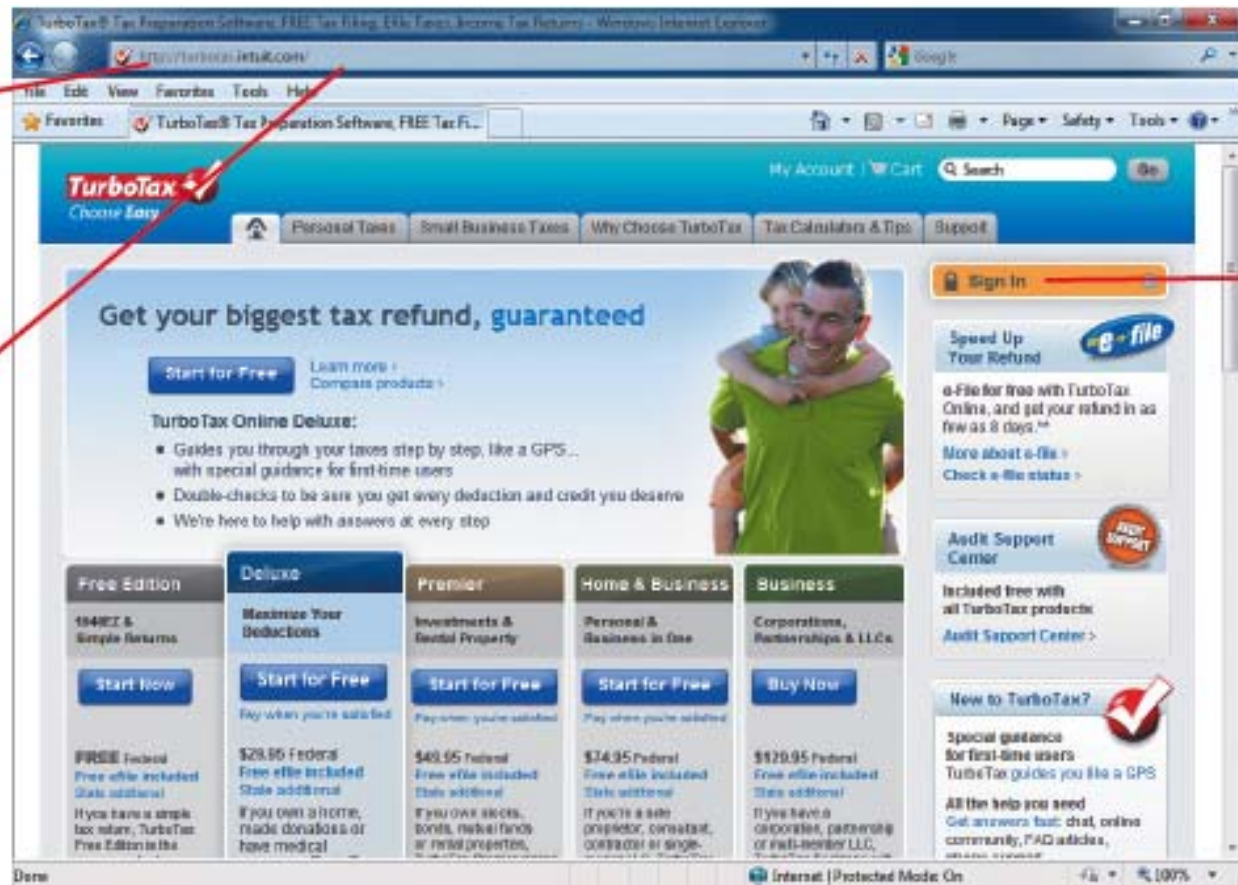 TurboTax® Tax Preparation Software, FREE Tax Filing, Efile Taxes, Income Tax Returns - Windows Internet Explorer
http://turbotax.intuit.com/
Google
File Edit View Favorites Tools Help
Favorites
TurboTax® Tax Preparation Software, FREE Tax Fi...
Page Safety Tools
TurboTax
Choose Easy
My Account | Cart
Search
Go
Personal Taxes
Small Business Taxes
Why Choose TurboTax
Tax Calculators & Tips
Support
Get your biggest tax refund, guaranteed
Start for Free
Learn more ›
Compare products ›
TurboTax Online Deluxe:
• Guides you through your taxes step by step, like a GPS...
with special guidance for first-time users
• Double-checks to be sure you get every deduction and credit you deserve
• We're here to help with answers at every step
Sign In
Speed Up
Your Refund
e-file
e-File for free with TurboTax
Online, and get your refund in as
few as 8 days.**
More about e-file ›
Check e-file status ›
Audit Support
Center
AUDIT
SUPPORT
Included free with
all TurboTax products
Audit Support Center ›
New to TurboTax?
Special guidance
for first-time users
TurboTax guides you like a GPS
All the help you need
Get answers fast: chat, online
community, FAQ articles,
phone support
Free Edition
1040EZ &
Simple Returns
Start Now
FREE Federal
Free efile included
State additional
If you have a simple
tax return, TurboTax
Free Edition is the
Deluxe
Maximize Your
Deductions
Start for Free
Pay when you're satisfied
$29.95 Federal
Free efile included
State additional
If you own a home,
made donations or
have medical
Premier
Investments &
Rental Property
Start for Free
Pay when you're satisfied
$49.95 Federal
Free efile included
State additional
If you own stocks,
bonds, mutual funds
or rental properties,
TurboTax Premier
Home & Business
Personal &
Business in One
Start for Free
Pay when you're satisfied
$74.95 Federal
Free efile included
State additional
If you're a sole
proprietor, consultant,
contractor or single-
Business
Corporations,
Partnerships & LLCs
Buy Now
$129.95 Federal
Free efile included
State additional
If you have a
corporation, partnership
or multi-member LLC,
TurboTax Business
Done
Internet | Protected Mode: On
100%